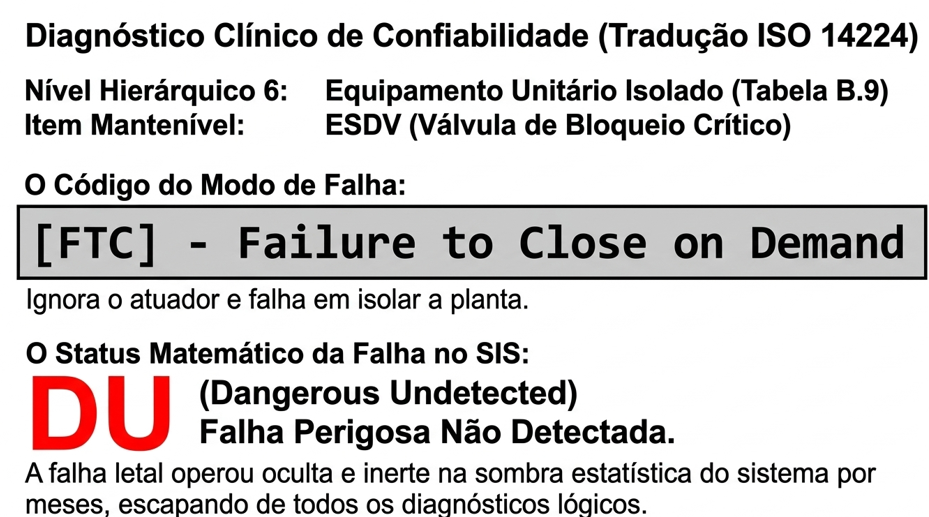 Diagnóstico Clínico de Confiabilidade (Tradução ISO 14224)
Nível Hierárquico 6: Equipamento Unitário Isolado (Tabela B.9)
Item Mantenível: ESDV (Válvula de Bloqueio Crítico)
O Código do Modo de Falha:
[FTC] - Failure to Close on Demand
Ignora o atuador e falha em isolar a planta.
O Status Matemático da Falha no SIS:
DU (Dangerous Undetected)
Falha Perigosa Não Detectada.
A falha letal operou oculta e inerte na sombra estatística do sistema por
meses, escapando de todos os diagnósticos lógicos.